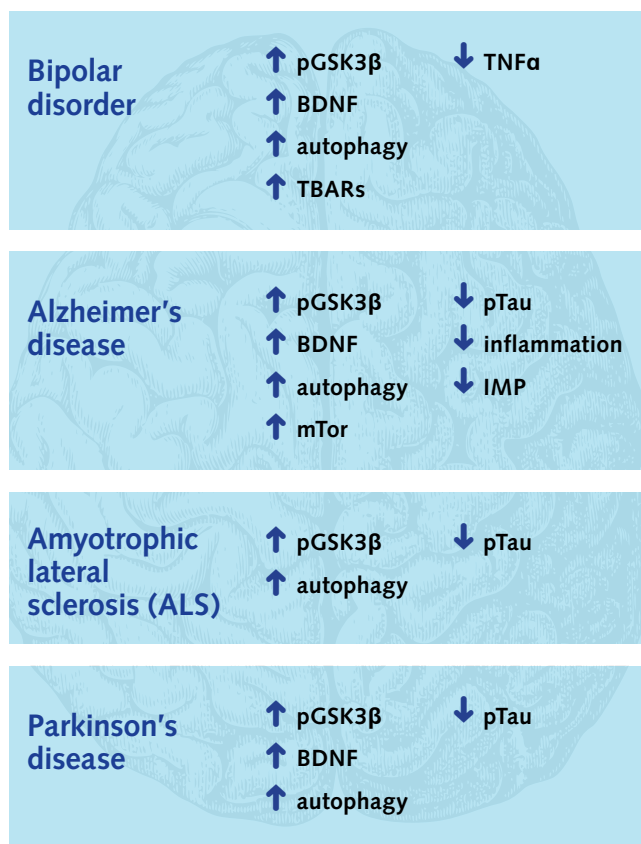 Bipolar
disorder
↑ pGSK3β
↑ BDNF
↑ autophagy
↑ TBARs
↓ TNFα
Alzheimer's
disease
↑ pGSK3β
↑ BDNF
↑ autophagy
↑ mTor
↓ pTau
↓ inflammation
↓ IMP
Amyotrophic
lateral
sclerosis (ALS)
↑ pGSK3β
↑ autophagy
↓ pTau
Parkinson's
disease
↑ pGSK3β
↑ BDNF
↑ autophagy
↓ pTau